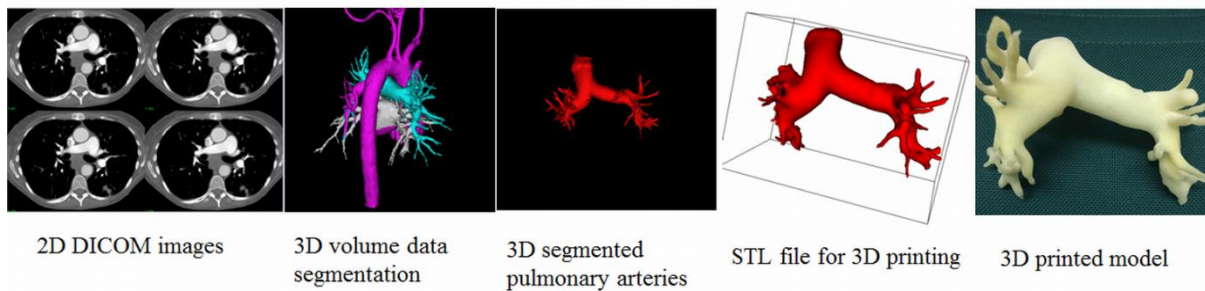 2D DICOM images
3D volume data
segmentation
3D segmented
pulmonary arteries
STL file for 3D printing
3D printed model